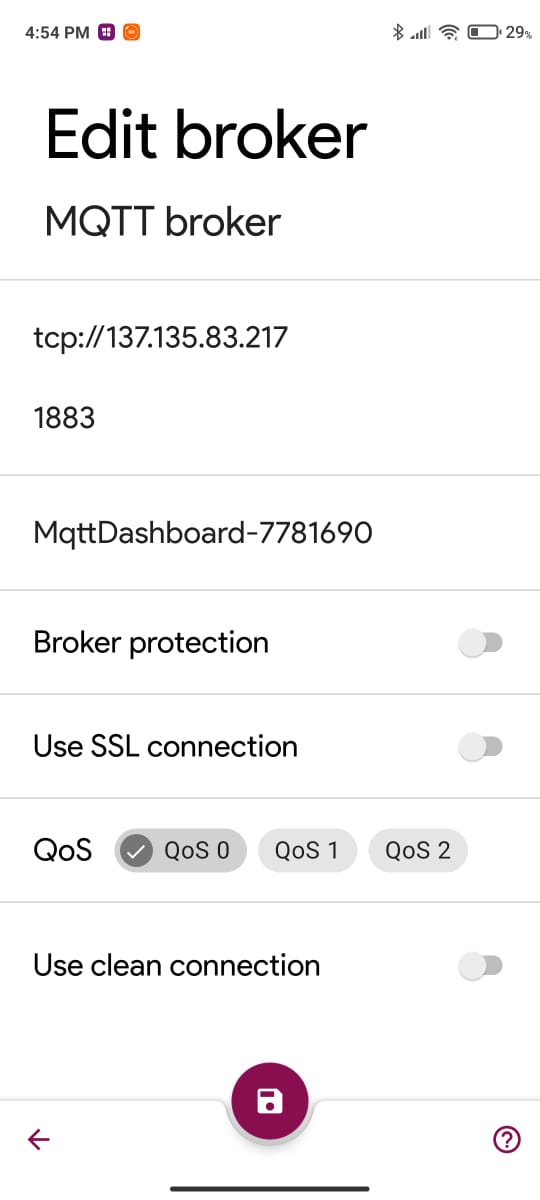 4:54 PM 29%
Edit broker
MQTT broker
tcp://137.135.83.217
1883
MqttDashboard-7781690
Broker protection
Use SSL connection
QoS QoS 0 QoS 1 QoS 2
Use clean connection